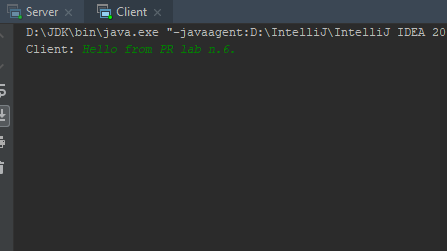 Server Client
D:\JDK\bin\java.exe "-javaagent:D:\IntelliJ\IntelliJ IDEA 20
Client: Hello from PR lab n.6.